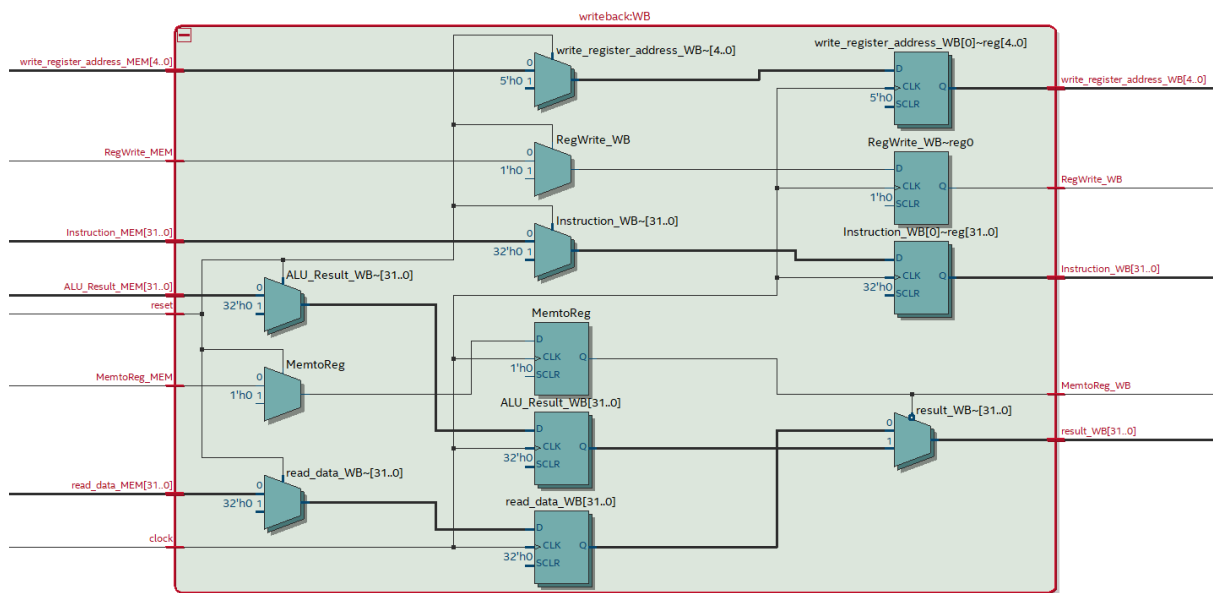 writeback:WB
write_register_address_MEM[4..0]
RegWrite_MEM
Instruction_MEM[31..0]
ALU_Result_MEM[31..0]
reset
MemtoReg_MEM
read_data_MEM[31..0]
clock
write_register_address_WB~[4..0]
0
5'h0 1
RegWrite_WB
0
1'h0 1
Instruction_WB~[31..0]
0
32'h0 1
ALU_Result_WB~[31..0]
0
32'h0 1
MemtoReg
0
1'h0 1
read_data_WB~[31..0]
0
32'h0 1
MemtoReg
D
CLK Q
1'h0
SCLR
ALU_Result_WB[31..0]
D
CLK Q
32'h0
SCLR
read_data_WB[31..0]
D
CLK Q
32'h0
SCLR
write_register_address_WB[0]~reg[4..0]
D
CLK Q
5'h0
SCLR
RegWrite_WB~reg0
D
CLK Q
1'h0
SCLR
Instruction_WB[0]~reg[31..0]
D
CLK Q
32'h0
SCLR
result_WB~[31..0]
0
1
write_register_address_WB[4..0]
RegWrite_WB
Instruction_WB[31..0]
MemtoReg_WB
result_WB[31..0]